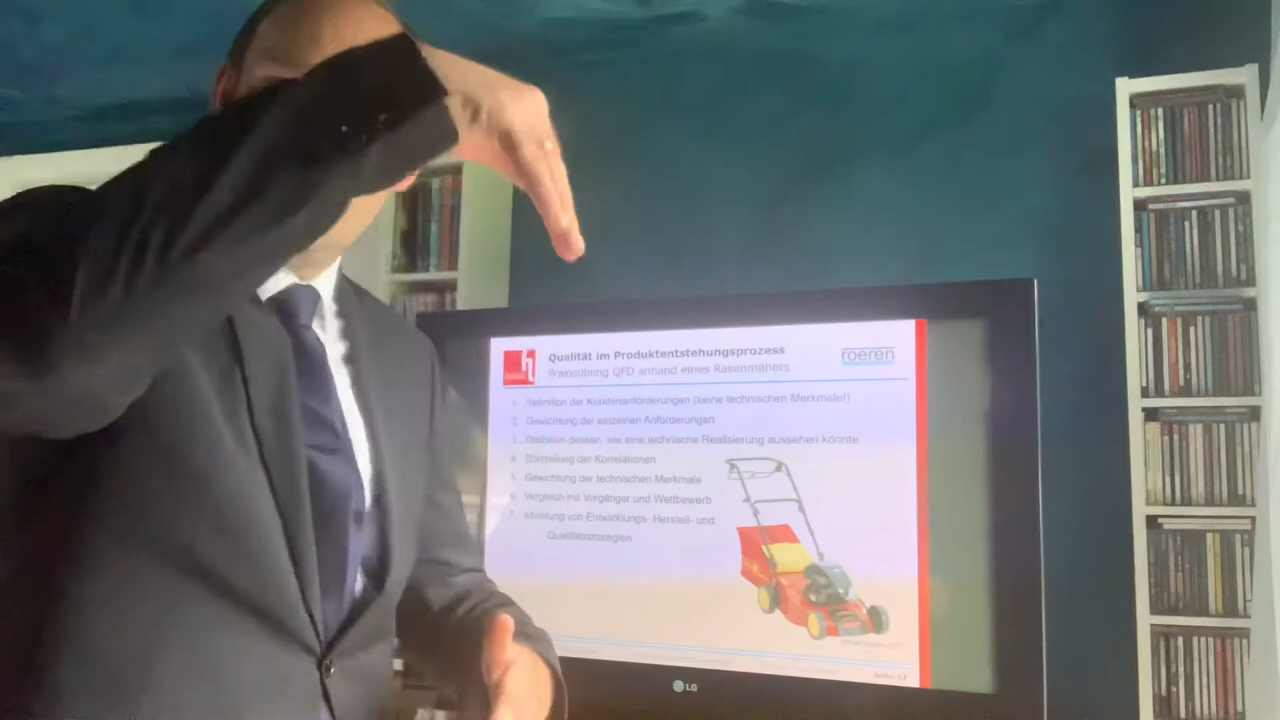 Qualität im Produktentstehungsprozess
Praxisübung QFD anhand eines Rasenmähers
roeren
1. Definition der Kundenanforderungen (keine technischen Merkmale!)
2. Gewichtung der einzelnen Anforderungen
3. Definition dessen, wie eine technische Realisierung aussehen könnte
4. Darstellung der Korrelationen
5. Gewichtung der technischen Merkmale
6. Vergleich mit Vorgänger und Wettbewerb
7. Ableitung von Entwicklungs- Herstell- und
Qualitätsstrategien
LG